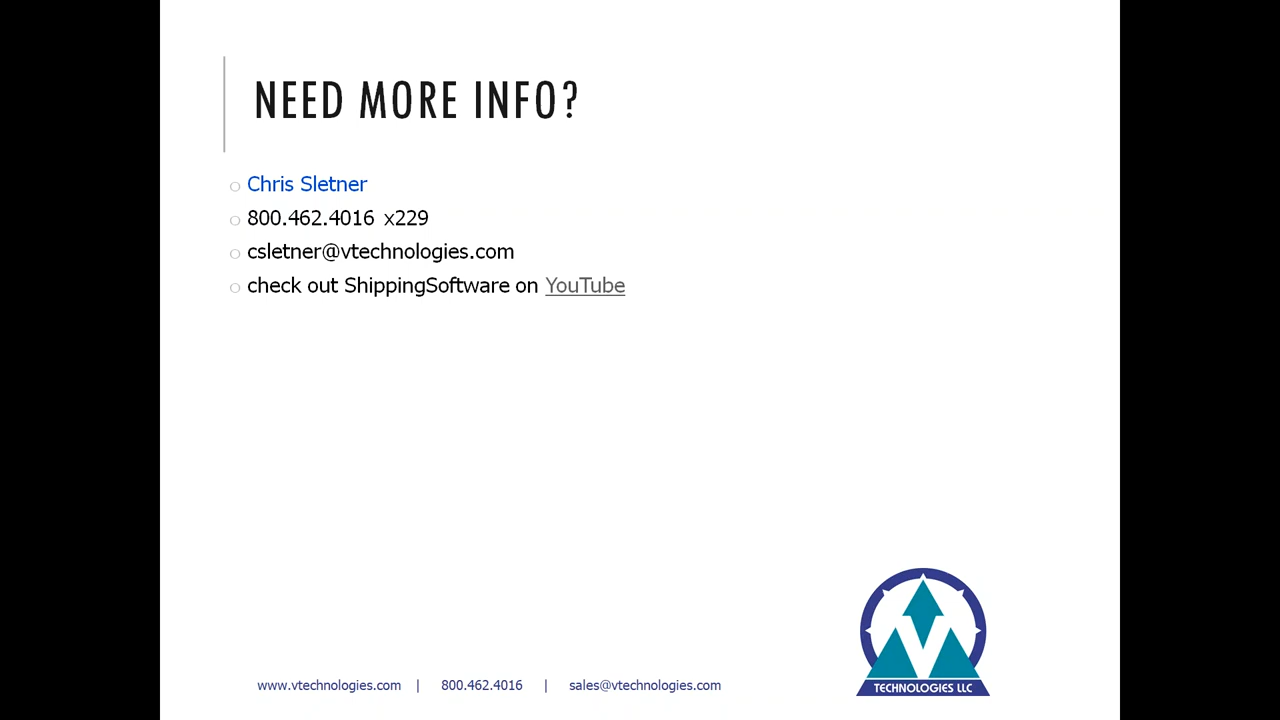 NEED MORE INFO?
Chris Sletner
800.462.4016 x229
csletner@vtechnologies.com
check out ShippingSoftware on YouTube
V
TECHNOLOGIES LLC
www.vtechnologies.com | 800.462.4016 | sales@vtechnologies.com